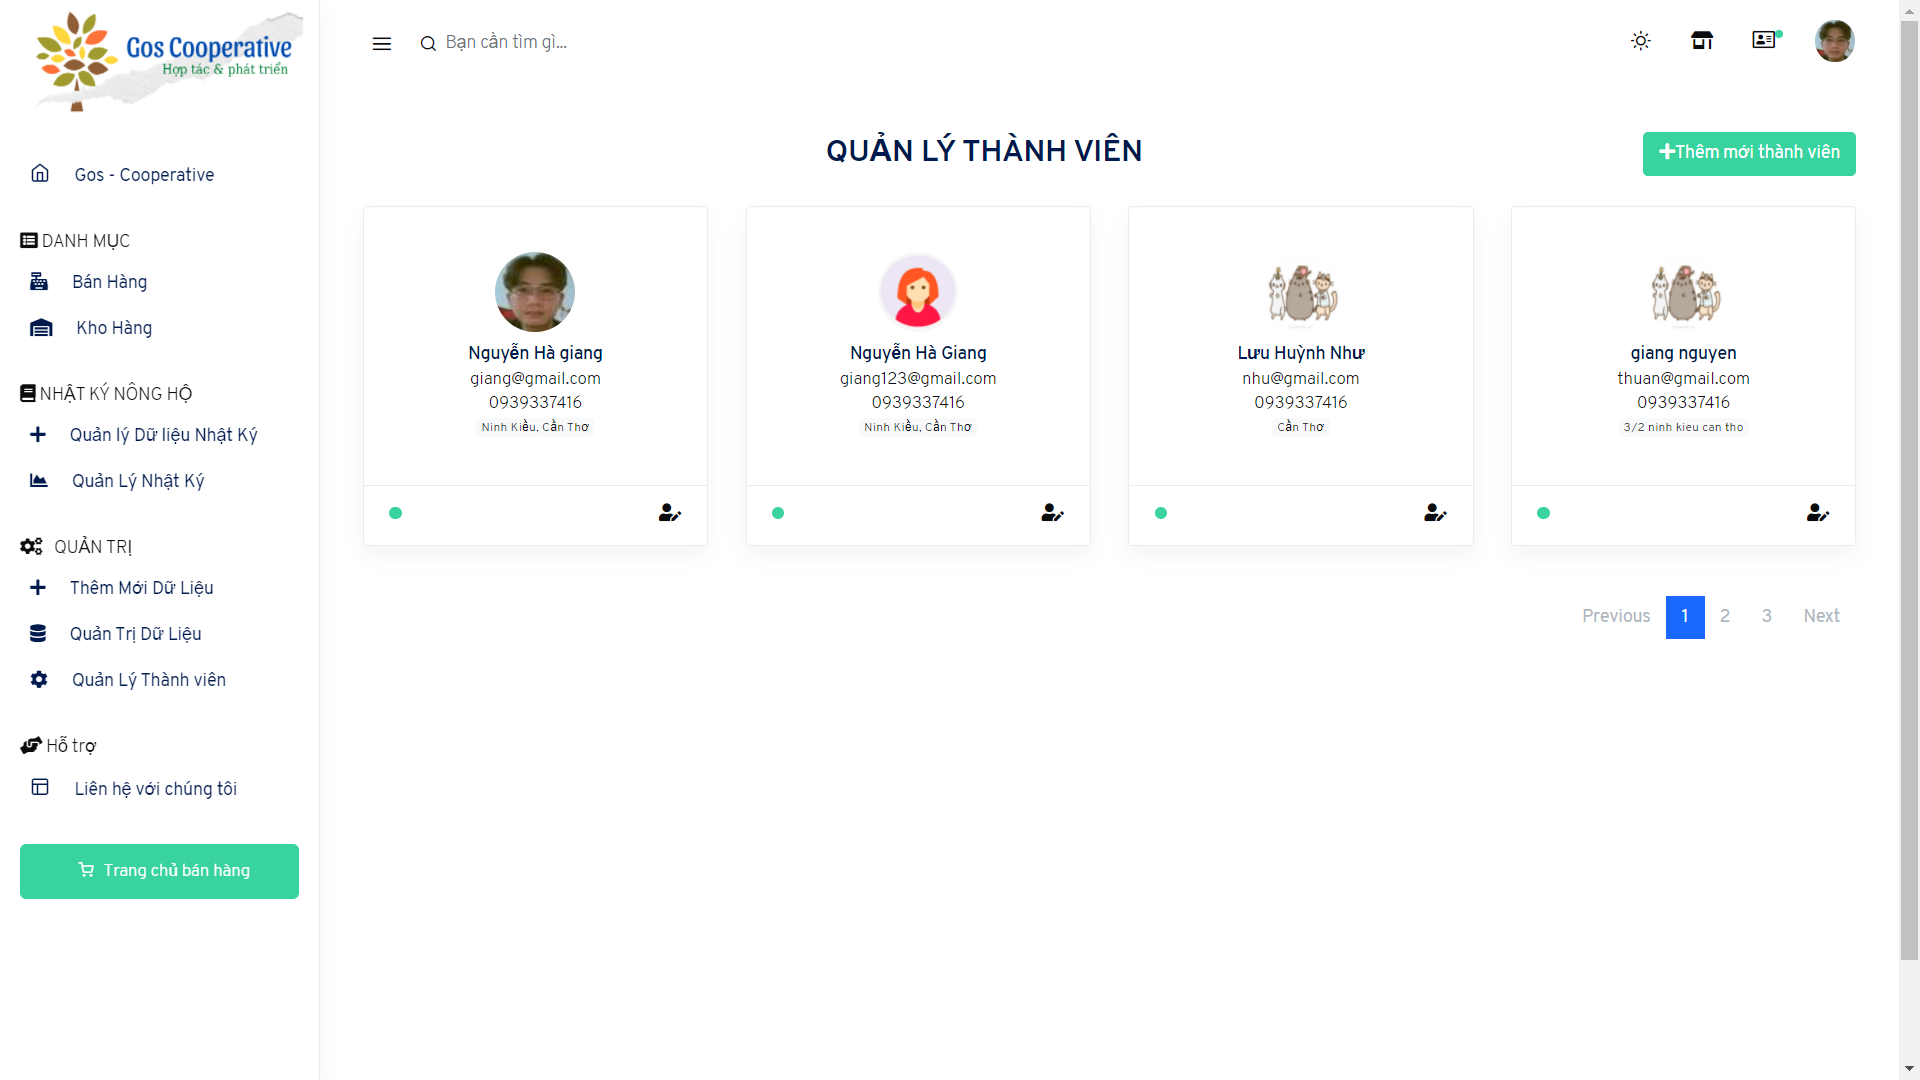 Gos Cooperative
Hợp tác & phát triển
Gos - Cooperative
DANH MỤC
Bán Hàng
Kho Hàng
NHẬT KÝ NÔNG HỘ
Quản lý Dữ liệu Nhật Ký
Quản Lý Nhật Ký
QUẢN TRỊ
Thêm Mới Dữ Liệu
Quản Trị Dữ Liệu
Quản Lý Thành viên
Hỗ trợ
Liên hệ với chúng tôi
Trang chủ bán hàng
Bạn cần tìm gì...
QUẢN LÝ THÀNH VIÊN
Thêm mới thành viên
Nguyễn Hà giang
giang@gmail.com
0939337416
Ninh Kiều, Cần Thơ
Nguyễn Hà Giang
giang123@gmail.com
0939337416
Ninh Kiều, Cần Thơ
Lưu Huỳnh Như
nhu@gmail.com
0939337416
Cần Thơ
giang nguyen
thuan@gmail.com
0939337416
3/2 ninh kieu can tho
Previous 1 2 3 Next